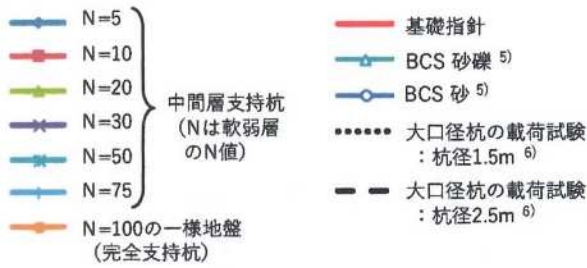 N=5
N=10
N=20
N=30
N=50
N=75
中間層支持杭
(Nは軟弱層
のN値)
N=100の一様地盤
(完全支持杭)
基礎指針
BCS 砂礫 5)
BCS 砂 5)
大口径杭の載荷試験
：杭径1.5m 6)
大口径杭の載荷試験
：杭径2.5m 6)